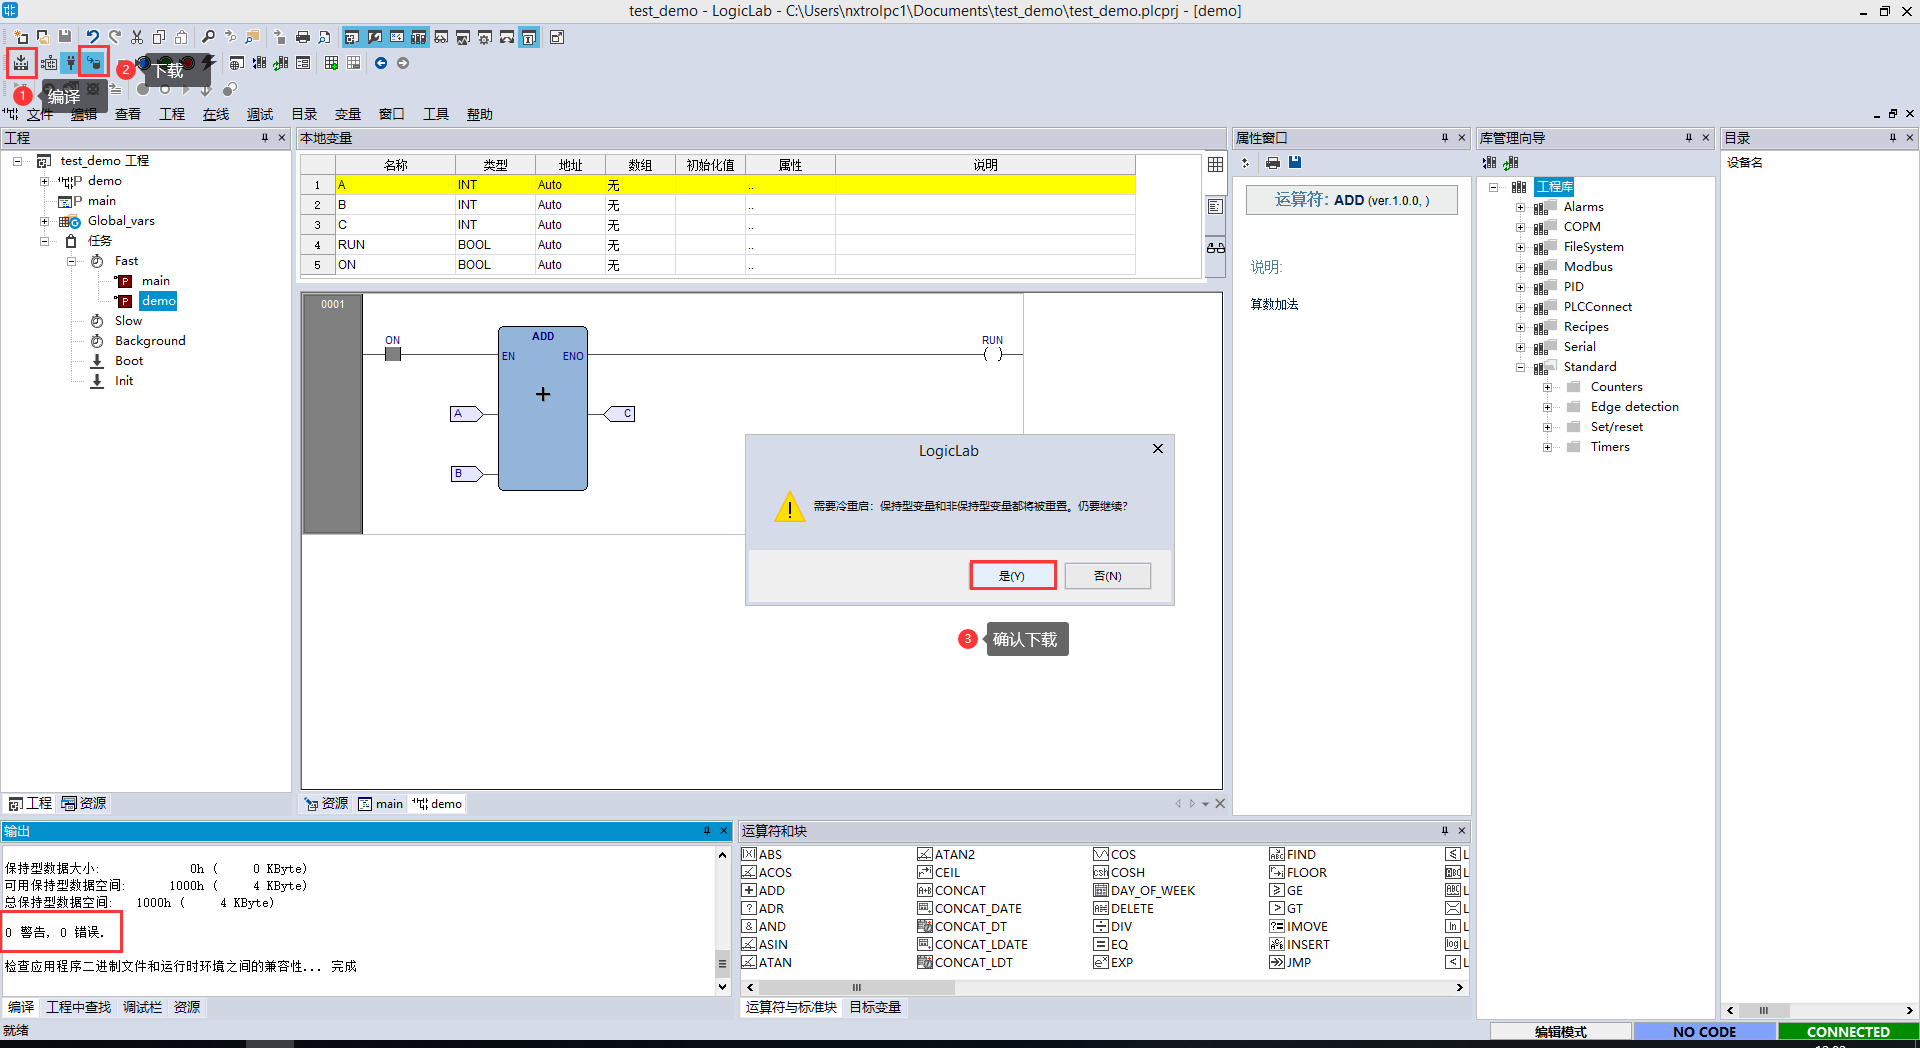 test_demo - LogicLab - C:\Users\nxtrolpc1\Documents\test_demo\test_demo.plcprj - [demo]
2 下载
1 编译
文件 编辑 查看 工程 在线 调试 目录 变量 窗口 工具 帮助
工程
test_demo 工程
demo
main
Global_vars
任务
Fast
main
demo
Slow
Background
Boot
Init
工程 资源
本地变量
名称 类型 地址 数组 初始化值 属性 说明
1 A INT Auto 无 ..
2 B INT Auto 无 ..
3 C INT Auto 无 ..
4 RUN BOOL Auto 无 ..
5 ON BOOL Auto 无 ..
0001
ON
ADD
EN ENO
RUN
A
C
B
LogicLab
需要冷重启：保持型变量和非保持型变量都将被重置。仍要继续？
是(Y) 否(N)
3 确认下载
资源 main demo
属性窗口
运算符: ADD (ver.1.0.0, )
说明:
算数加法
库管理向导
工程库
Alarms
COPM
FileSystem
Modbus
PID
PLCConnect
Recipes
Serial
Standard
Counters
Edge detection
Set/reset
Timers
目录
设备名
输出
保持型数据大小: 0h ( 0 KByte)
可用保持型数据空间: 1000h ( 4 KByte)
总保持型数据空间: 1000h ( 4 KByte)
0 警告, 0 错误.
检查应用程序二进制文件和运行时环境之间的兼容性... 完成
编译 工程中查找 调试栏 资源
运算符和块
ABS ATAN2 COS FIND L
ACOS CEIL COSH FLOOR L
ADD CONCAT DAY_OF_WEEK GE L
ADR CONCAT_DATE DELETE GT L
AND CONCAT_DT DIV IMOVE L
ASIN CONCAT_LDATE EQ INSERT L
ATAN CONCAT_LDT EXP JMP L
运算符与标准块 目标变量
就绪
编辑模式 NO CODE CONNECTED